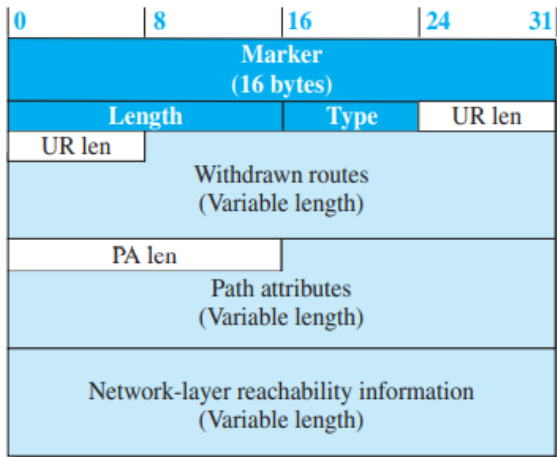 0 8 16 24 31
Marker
(16 bytes)
Length Type UR len
UR len
Withdrawn routes
(Variable length)
PA len
Path attributes
(Variable length)
Network-layer reachability information
(Variable length)